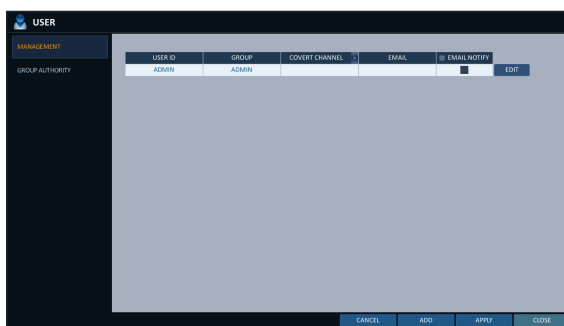 USER
MANAGEMENT
GROUP AUTHORITY
USER ID GROUP COVERT CHANNEL EMAIL EMAIL NOTIFY
ADMIN ADMIN EDIT
CANCEL ADD APPLY CLOSE